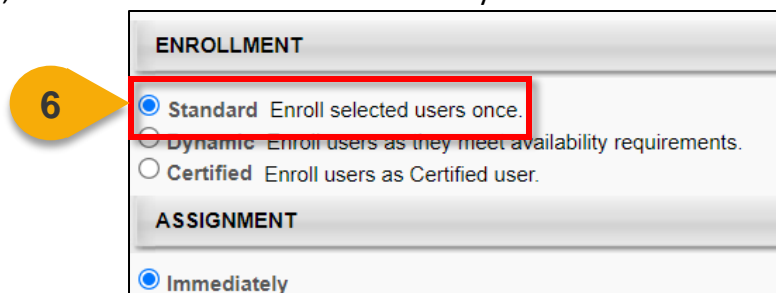 ENROLLMENT
6
Standard Enroll selected users once.
Dynamic Enroll users as they meet availability requirements.
Certified Enroll users as Certified user.
ASSIGNMENT
Immediately